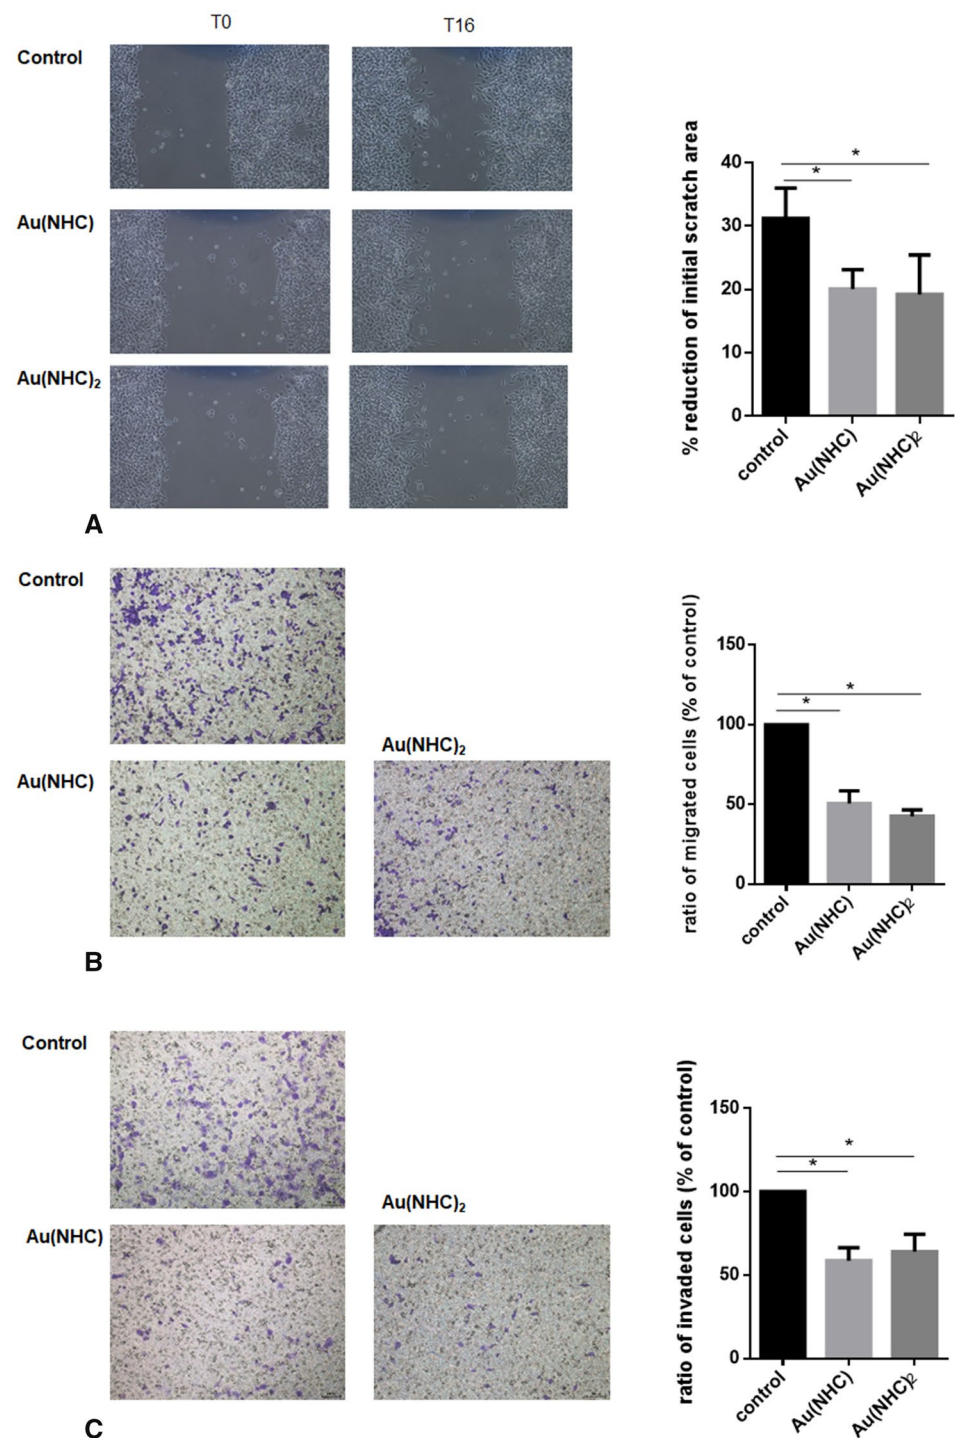 T0
T16
Control
Au(NHC)
Au(NHC)2
A
% reduction of initial scratch area
40
30
20
10
0
*
*
control
Au(NHC)
Au(NHC)2
Control
Au(NHC)
Au(NHC)2
B
ratio of migrated cells (% of control)
150
100
50
0
*
*
control
Au(NHC)
Au(NHC)2
Control
Au(NHC)
Au(NHC)2
C
ratio of invaded cells (% of control)
150
100
50
0
*
*
control
Au(NHC)
Au(NHC)2